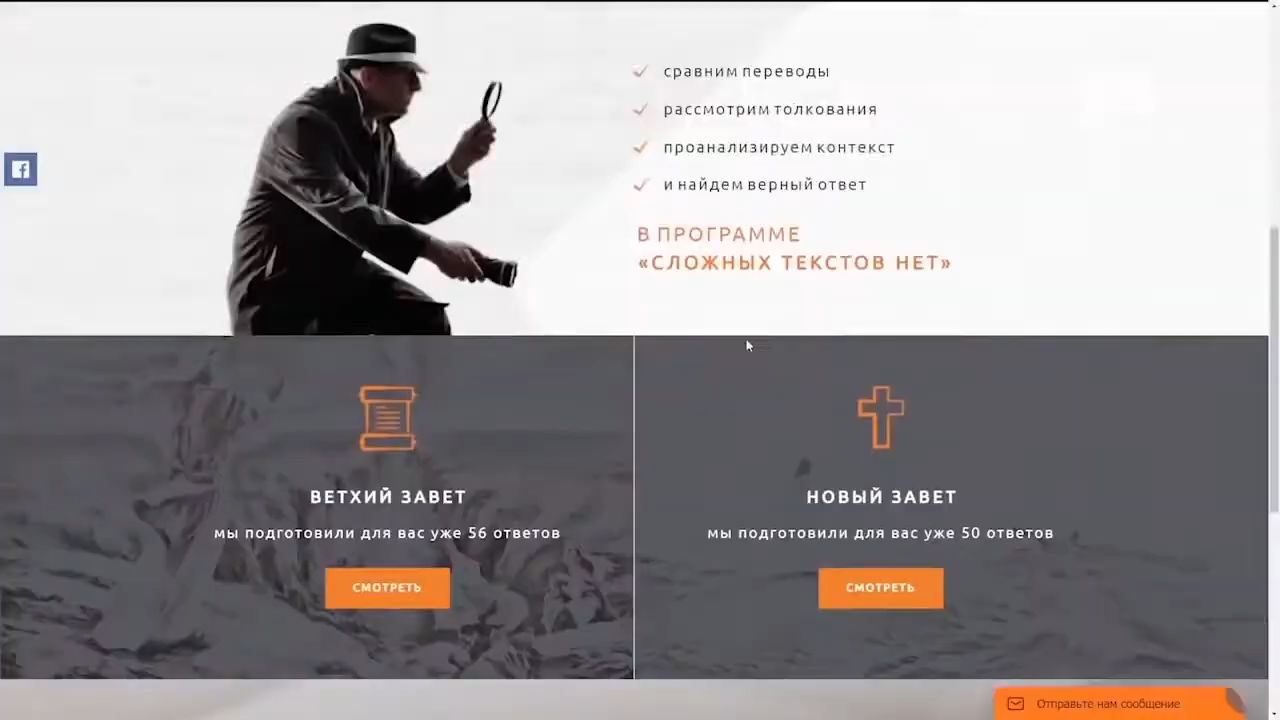 сравним переводы
рассмотрим толкования
проанализируем контекст
и найдем верный ответ
В ПРОГРАММЕ
«СЛОЖНЫХ ТЕКСТОВ НЕТ»
ВЕТХИЙ ЗАВЕТ
мы подготовили для вас уже 56 ответов
СМОТРЕТЬ
НОВЫЙ ЗАВЕТ
мы подготовили для вас уже 50 ответов
СМОТРЕТЬ
Отправьте нам сообщение